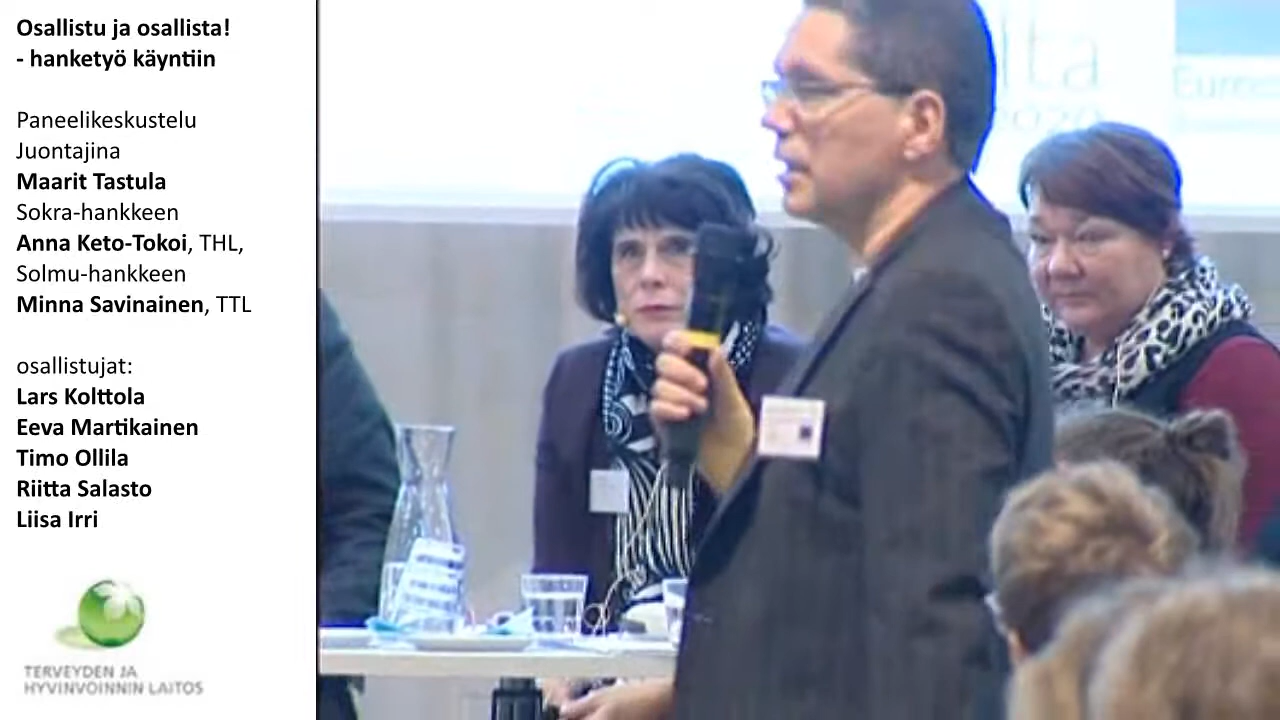 Osallistu ja osallista!
- hanketyö käyntiin
Paneelikeskustelu
Juontajina
Maarit Tastula
Sokra-hankkeen
Anna Keto-Tokoi, THL,
Solmu-hankkeen
Minna Savinainen, TTL
osallistujat:
Lars Kolttola
Eeva Martikainen
Timo Ollila
Riitta Salasto
Liisa Irri
TERVEYDEN JA
HYVINVOINNIN LAITOS